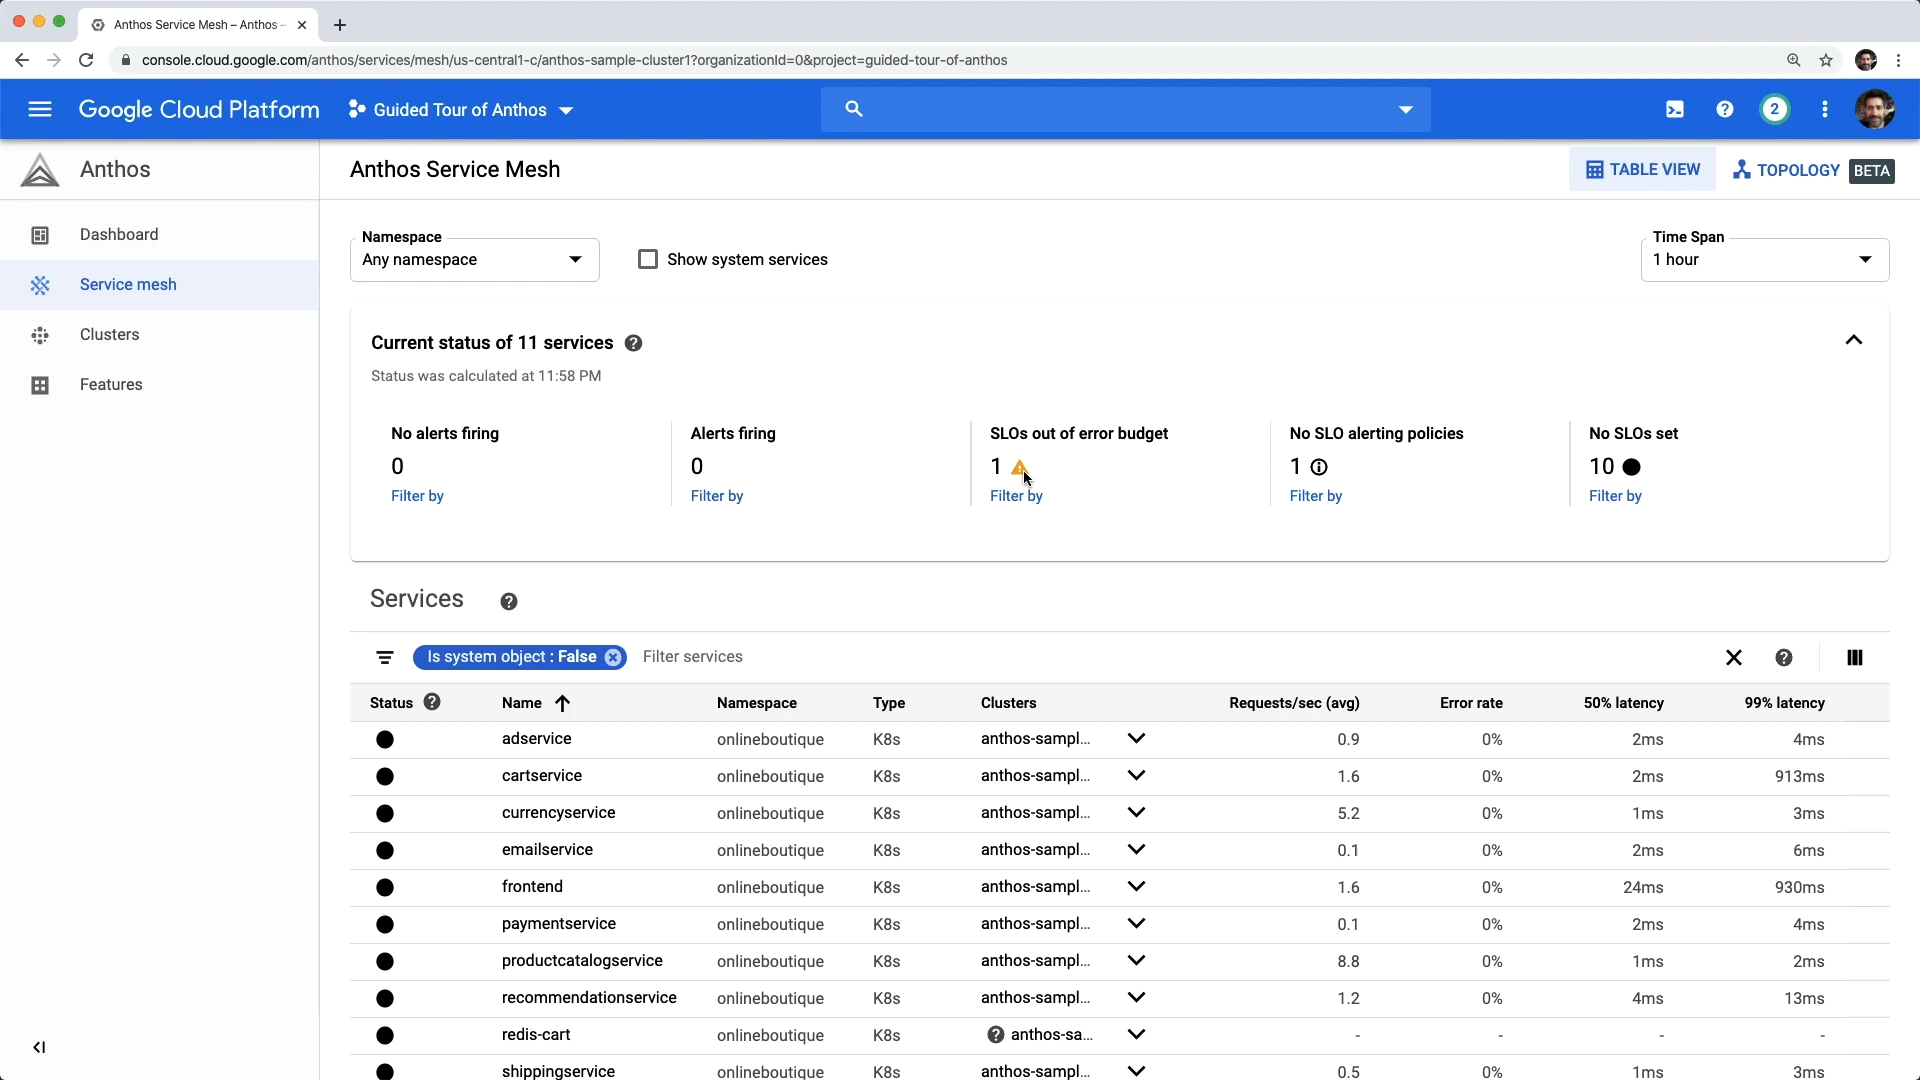 Anthos Service Mesh – Anthos -
console.cloud.google.com/anthos/services/mesh/us-central1-c/anthos-sample-cluster1?organizationId=0&project=guided-tour-of-anthos
Google Cloud Platform
Guided Tour of Anthos
2
Anthos
Anthos Service Mesh
TABLE VIEW
TOPOLOGY
BETA
Dashboard
Service mesh
Clusters
Features
Namespace
Any namespace
Show system services
Time Span
1 hour
Current status of 11 services
Status was calculated at 11:58 PM
No alerts firing
0
Filter by
Alerts firing
0
Filter by
SLOs out of error budget
1
Filter by
No SLO alerting policies
1
Filter by
No SLOs set
10
Filter by
Services
Is system object : False
Filter services
Status Name Namespace Type Clusters Requests/sec (avg) Error rate 50% latency 99% latency
adservice onlineboutique K8s anthos-sampl... 0.9 0% 2ms 4ms
cartservice onlineboutique K8s anthos-sampl... 1.6 0% 2ms 913ms
currencyservice onlineboutique K8s anthos-sampl... 5.2 0% 1ms 3ms
emailservice onlineboutique K8s anthos-sampl... 0.1 0% 2ms 6ms
frontend onlineboutique K8s anthos-sampl... 1.6 0% 24ms 930ms
paymentservice onlineboutique K8s anthos-sampl... 0.1 0% 2ms 4ms
productcatalogservice onlineboutique K8s anthos-sampl... 8.8 0% 1ms 2ms
recommendationservice onlineboutique K8s anthos-sampl... 1.2 0% 4ms 13ms
redis-cart onlineboutique K8s anthos-sa... - - - -
shippingservice onlineboutique K8s anthos-sampl... 0.5 0% 1ms 3ms